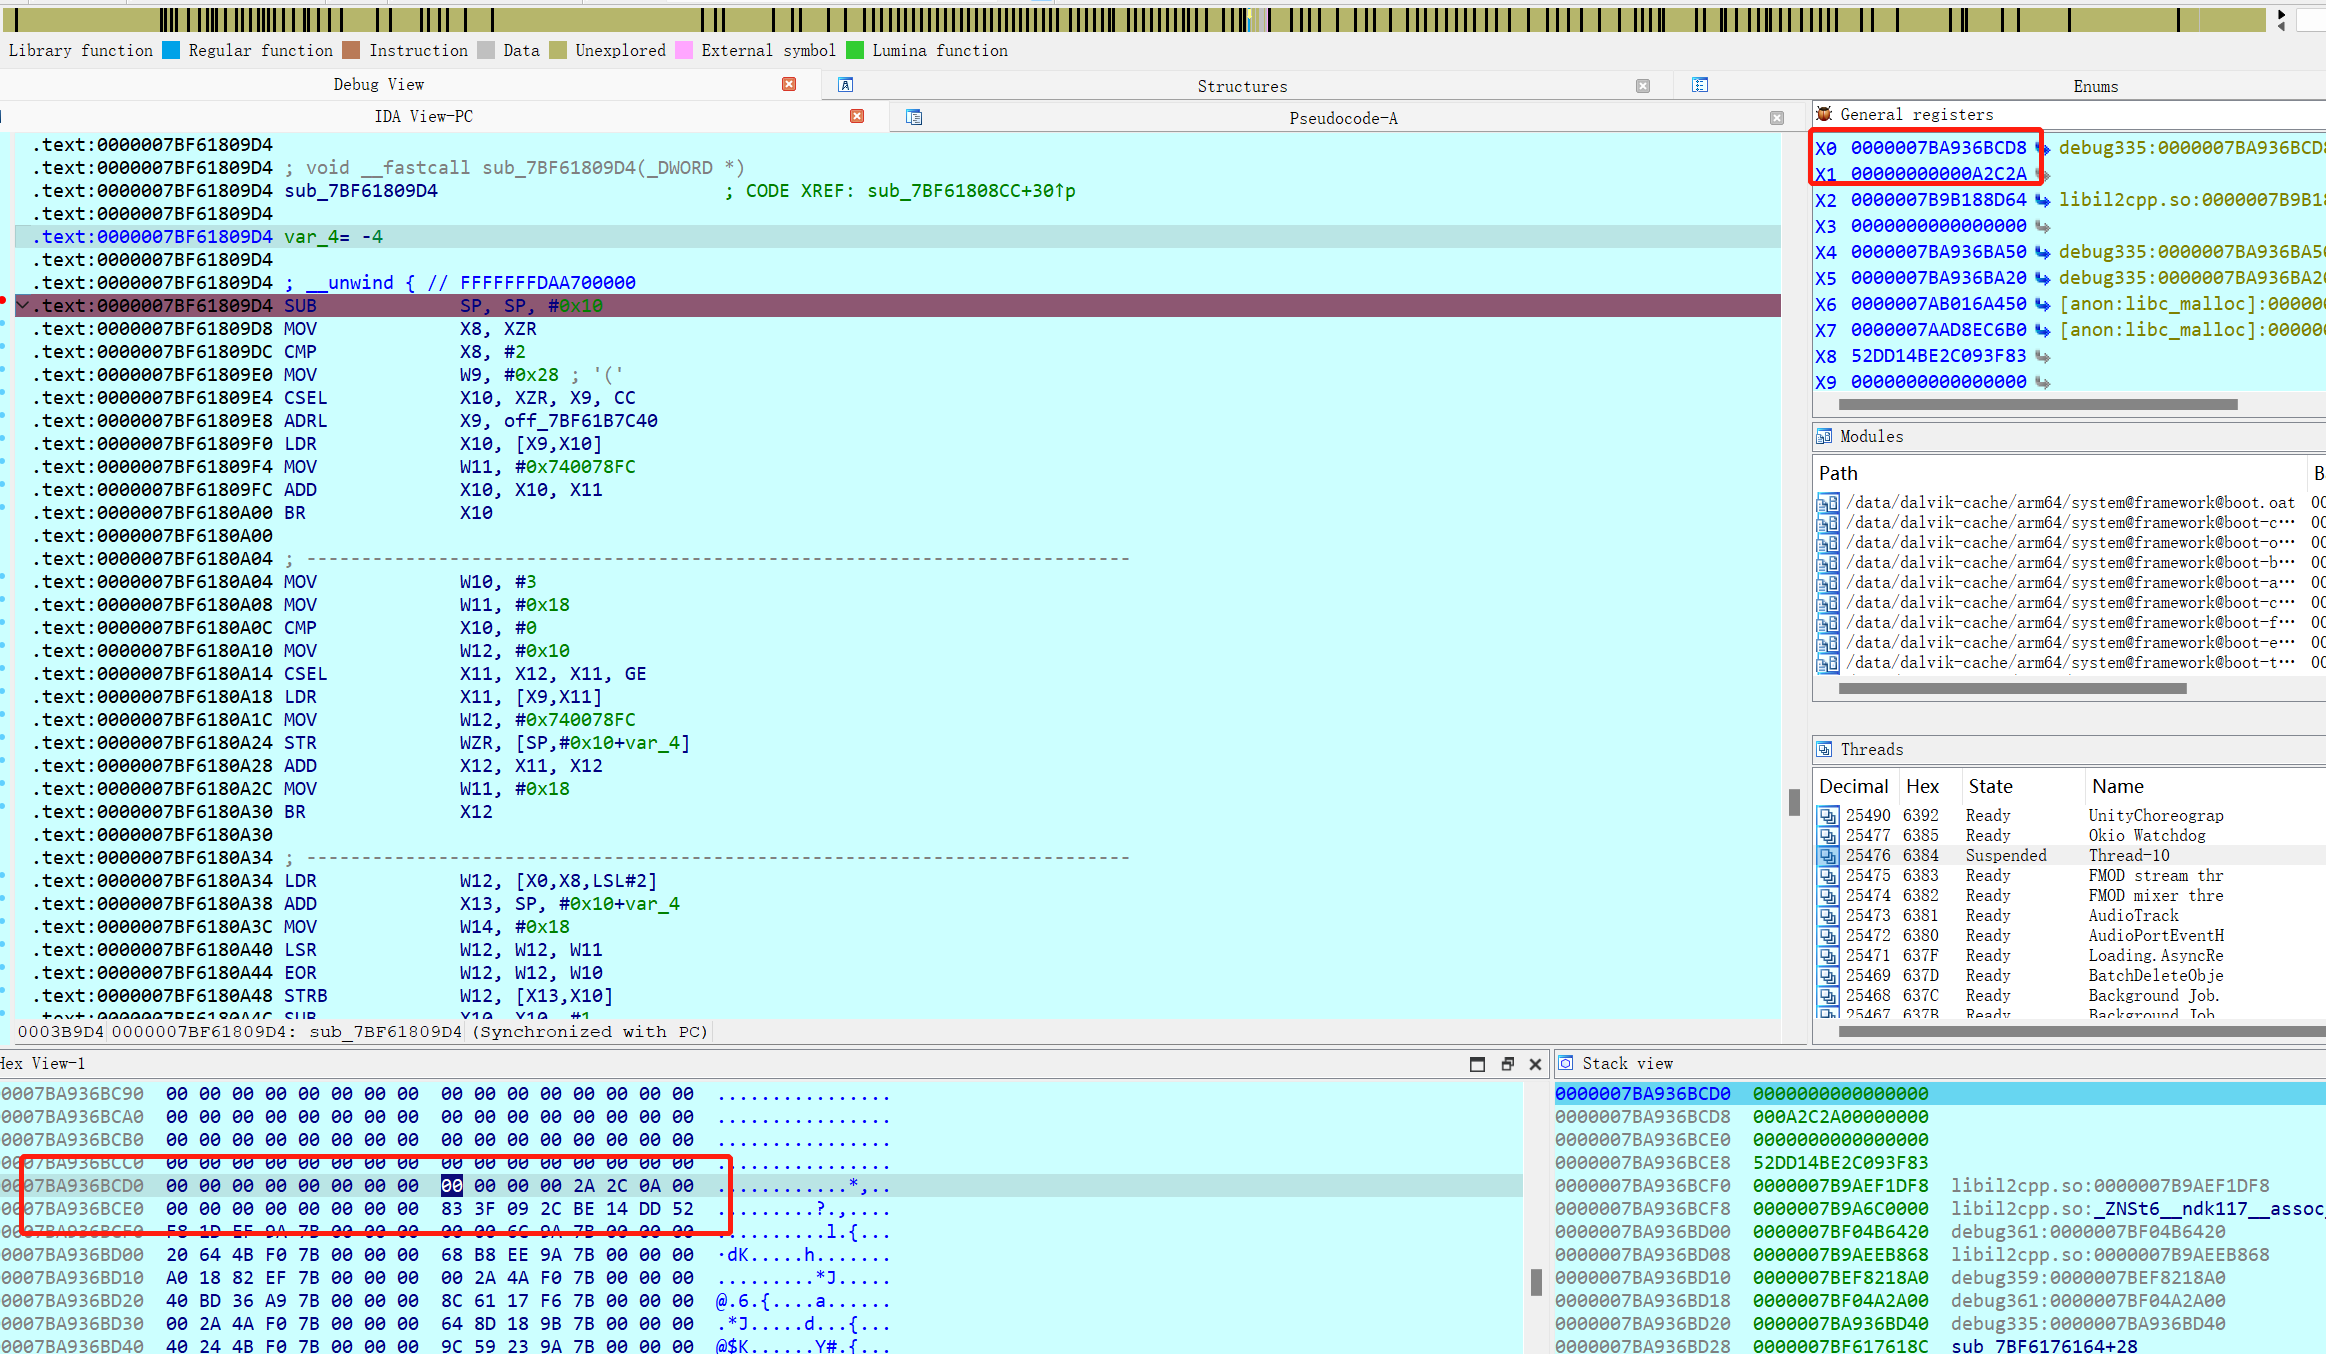 Library function Regular function Instruction Data Unexplored External symbol Lumina function
Debug View Structures Enums
IDA View-PC Pseudocode-A
.text:0000007BF61809D4
.text:0000007BF61809D4 ; void __fastcall sub_7BF61809D4(_DWORD *)
.text:0000007BF61809D4 sub_7BF61809D4 ; CODE XREF: sub_7BF61808CC+30↑p
.text:0000007BF61809D4
.text:0000007BF61809D4 var_4= -4
.text:0000007BF61809D4
.text:0000007BF61809D4 ; __unwind { // FFFFFFFDAA700000
.text:0000007BF61809D4 SUB SP, SP, #0x10
.text:0000007BF61809D8 MOV X8, XZR
.text:0000007BF61809DC CMP X8, #2
.text:0000007BF61809E0 MOV W9, #0x28 ; '('
.text:0000007BF61809E4 CSEL X10, XZR, X9, CC
.text:0000007BF61809E8 ADRL X9, off_7BF61B7C40
.text:0000007BF61809F0 LDR X10, [X9,X10]
.text:0000007BF61809F4 MOV W11, #0x740078FC
.text:0000007BF61809FC ADD X10, X10, X11
.text:0000007BF6180A00 BR X10
.text:0000007BF6180A00
.text:0000007BF6180A04 ; ---------------------------------------------------------------------------
.text:0000007BF6180A04 MOV W10, #3
.text:0000007BF6180A08 MOV W11, #0x18
.text:0000007BF6180A0C CMP X10, #0
.text:0000007BF6180A10 MOV W12, #0x10
.text:0000007BF6180A14 CSEL X11, X12, X11, GE
.text:0000007BF6180A18 LDR X11, [X9,X11]
.text:0000007BF6180A1C MOV W12, #0x740078FC
.text:0000007BF6180A24 STR WZR, [SP,#0x10+var_4]
.text:0000007BF6180A28 ADD X12, X11, X12
.text:0000007BF6180A2C MOV W11, #0x18
.text:0000007BF6180A30 BR X12
.text:0000007BF6180A30
.text:0000007BF6180A34 ; ---------------------------------------------------------------------------
.text:0000007BF6180A34 LDR W12, [X0,X8,LSL#2]
.text:0000007BF6180A38 ADD X13, SP, #0x10+var_4
.text:0000007BF6180A3C MOV W14, #0x18
.text:0000007BF6180A40 LSR W12, W12, W11
.text:0000007BF6180A44 EOR W12, W12, W10
.text:0000007BF6180A48 STRB W12, [X13,X10]
.text:0000007BF6180A4C SUB X10, X10, #1
0003B9D4 0000007BF61809D4: sub_7BF61809D4 (Synchronized with PC)
General registers
X0 0000007BA936BCD8 debug335:0000007BA936BCD8
X1 00000000000A2C2A
X2 0000007B9B188D64 libil2cpp.so:0000007B9B18
X3 0000000000000000
X4 0000007BA936BA50 debug335:0000007BA936BA50
X5 0000007BA936BA20 debug335:0000007BA936BA20
X6 0000007AB016A450 [anon:libc_malloc]:000000
X7 0000007AAD8EC6B0 [anon:libc_malloc]:000000
X8 52DD14BE2C093F83
X9 0000000000000000
Modules
Path
/data/dalvik-cache/arm64/system@framework@boot.oat 00
/data/dalvik-cache/arm64/system@framework@boot-c… 00
/data/dalvik-cache/arm64/system@framework@boot-o… 00
/data/dalvik-cache/arm64/system@framework@boot-b… 00
/data/dalvik-cache/arm64/system@framework@boot-a… 00
/data/dalvik-cache/arm64/system@framework@boot-c… 00
/data/dalvik-cache/arm64/system@framework@boot-f… 00
/data/dalvik-cache/arm64/system@framework@boot-e… 00
/data/dalvik-cache/arm64/system@framework@boot-t… 00
Threads
Decimal Hex State Name
25490 6392 Ready UnityChoreograp
25477 6385 Ready Okio Watchdog
25476 6384 Suspended Thread-10
25475 6383 Ready FMOD stream thr
25474 6382 Ready FMOD mixer thre
25473 6381 Ready AudioTrack
25472 6380 Ready AudioPortEventH
25471 637F Ready Loading.AsyncRe
25469 637D Ready BatchDeleteObje
25468 637C Ready Background Job.
25467 637B Ready Background Job.
Hex View-1
0007BA936BC90 00 00 00 00 00 00 00 00 00 00 00 00 00 00 00 00 ................
0007BA936BCA0 00 00 00 00 00 00 00 00 00 00 00 00 00 00 00 00 ................
0007BA936BCB0 00 00 00 00 00 00 00 00 00 00 00 00 00 00 00 00 ................
0007BA936BCC0 00 00 00 00 00 00 00 00 00 00 00 00 00 00 00 00 ................
0007BA936BCD0 00 00 00 00 00 00 00 00 00 00 00 00 2A 2C 0A 00 ............*,..
0007BA936BCE0 00 00 00 00 00 00 00 00 83 3F 09 2C BE 14 DD 52 .........?.,....
0007BA936BCF0 F8 1D EF 9A 7B 00 00 00 00 00 6C 9A 7B 00 00 00 ..........l.{...
0007BA936BD00 20 64 4B F0 7B 00 00 00 68 B8 EE 9A 7B 00 00 00 ·dK.....h.......
0007BA936BD10 A0 18 82 EF 7B 00 00 00 00 2A 4A F0 7B 00 00 00 .........*J.....
0007BA936BD20 40 BD 36 A9 7B 00 00 00 8C 61 17 F6 7B 00 00 00 @.6.{....a......
0007BA936BD30 00 2A 4A F0 7B 00 00 00 64 8D 18 9B 7B 00 00 00 .*J.....d...{...
0007BA936BD40 40 24 4B F0 7B 00 00 00 9C 59 23 9A 7B 00 00 00 @$K......Y#.{...
Stack view
0000007BA936BCD0 0000000000000000
0000007BA936BCD8 000A2C2A00000000
0000007BA936BCE0 0000000000000000
0000007BA936BCE8 52DD14BE2C093F83
0000007BA936BCF0 0000007B9AEF1DF8 libil2cpp.so:0000007B9AEF1DF8
0000007BA936BCF8 0000007B9A6C0000 libil2cpp.so:_ZNSt6__ndk117__assoc_
0000007BA936BD00 0000007BF04B6420 debug361:0000007BF04B6420
0000007BA936BD08 0000007B9AEEB868 libil2cpp.so:0000007B9AEEB868
0000007BA936BD10 0000007BEF8218A0 debug359:0000007BEF8218A0
0000007BA936BD18 0000007BF04A2A00 debug361:0000007BF04A2A00
0000007BA936BD20 0000007BA936BD40 debug335:0000007BA936BD40
0000007BA936BD28 0000007BF617618C sub_7BF6176164+28